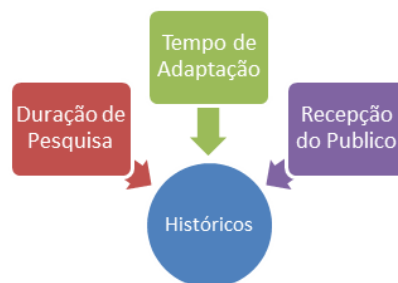 Tempo de
Adaptação
Duração de
Pesquisa
Recepção
do Publico
Históricos